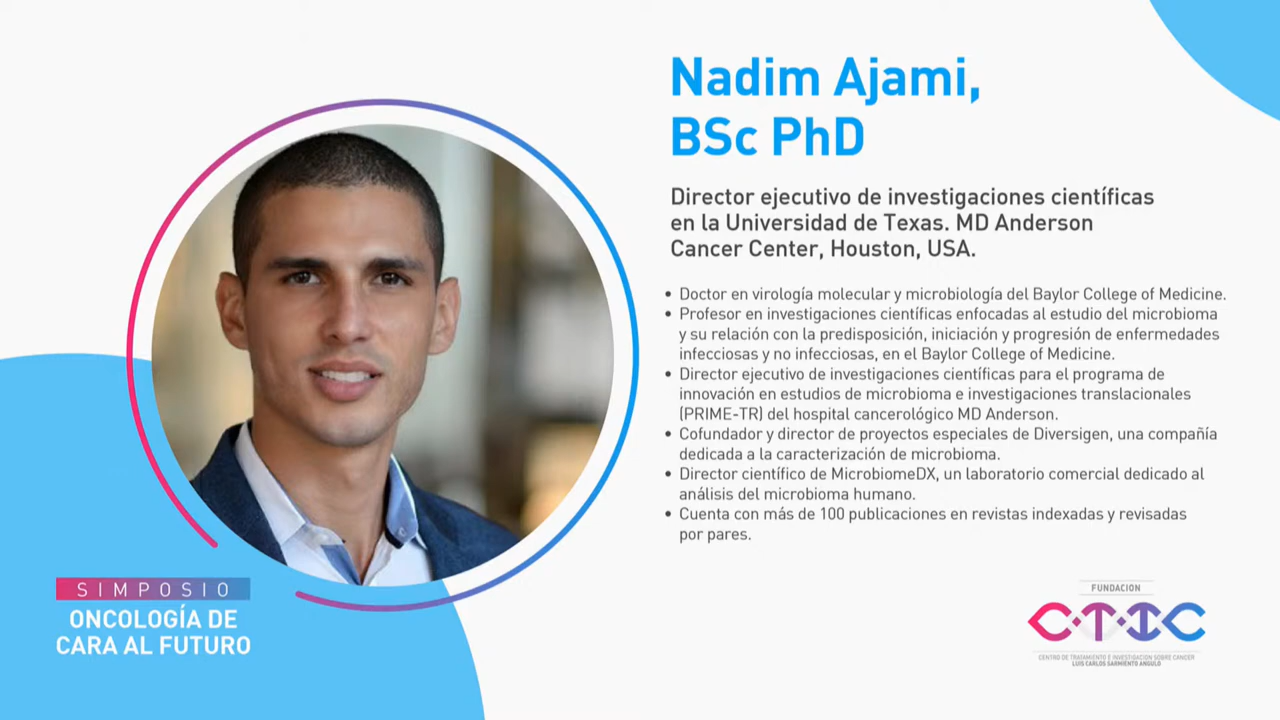 Nadim Ajami,
BSc PhD
Director ejecutivo de investigaciones científicas
en la Universidad de Texas. MD Anderson
Cancer Center, Houston, USA.
• Doctor en virología molecular y microbiología del Baylor College of Medicine.
• Profesor en investigaciones científicas enfocadas al estudio del microbioma
y su relación con la predisposición, iniciación y progresión de enfermedades
infecciosas y no infecciosas, en el Baylor College of Medicine.
• Director ejecutivo de investigaciones científicas para el programa de
innovación en estudios de microbioma e investigaciones translacionales
(PRIME-TR) del hospital cancerológico MD Anderson.
• Cofundador y director de proyectos especiales de Diversigen, una compañía
dedicada a la caracterización de microbioma.
• Director científico de MicrobiomeDX, un laboratorio comercial dedicado al
análisis del microbioma humano.
• Cuenta con más de 100 publicaciones en revistas indexadas y revisadas
por pares.
SIMPOSIO
ONCOLOGÍA DE
CARA AL FUTURO
FUNDACION
C·T·I·C
CENTRO DE TRATAMIENTO E INVESTIGACIÓN SOBRE CÁNCER
LUIS CARLOS SARMIENTO ANGULO